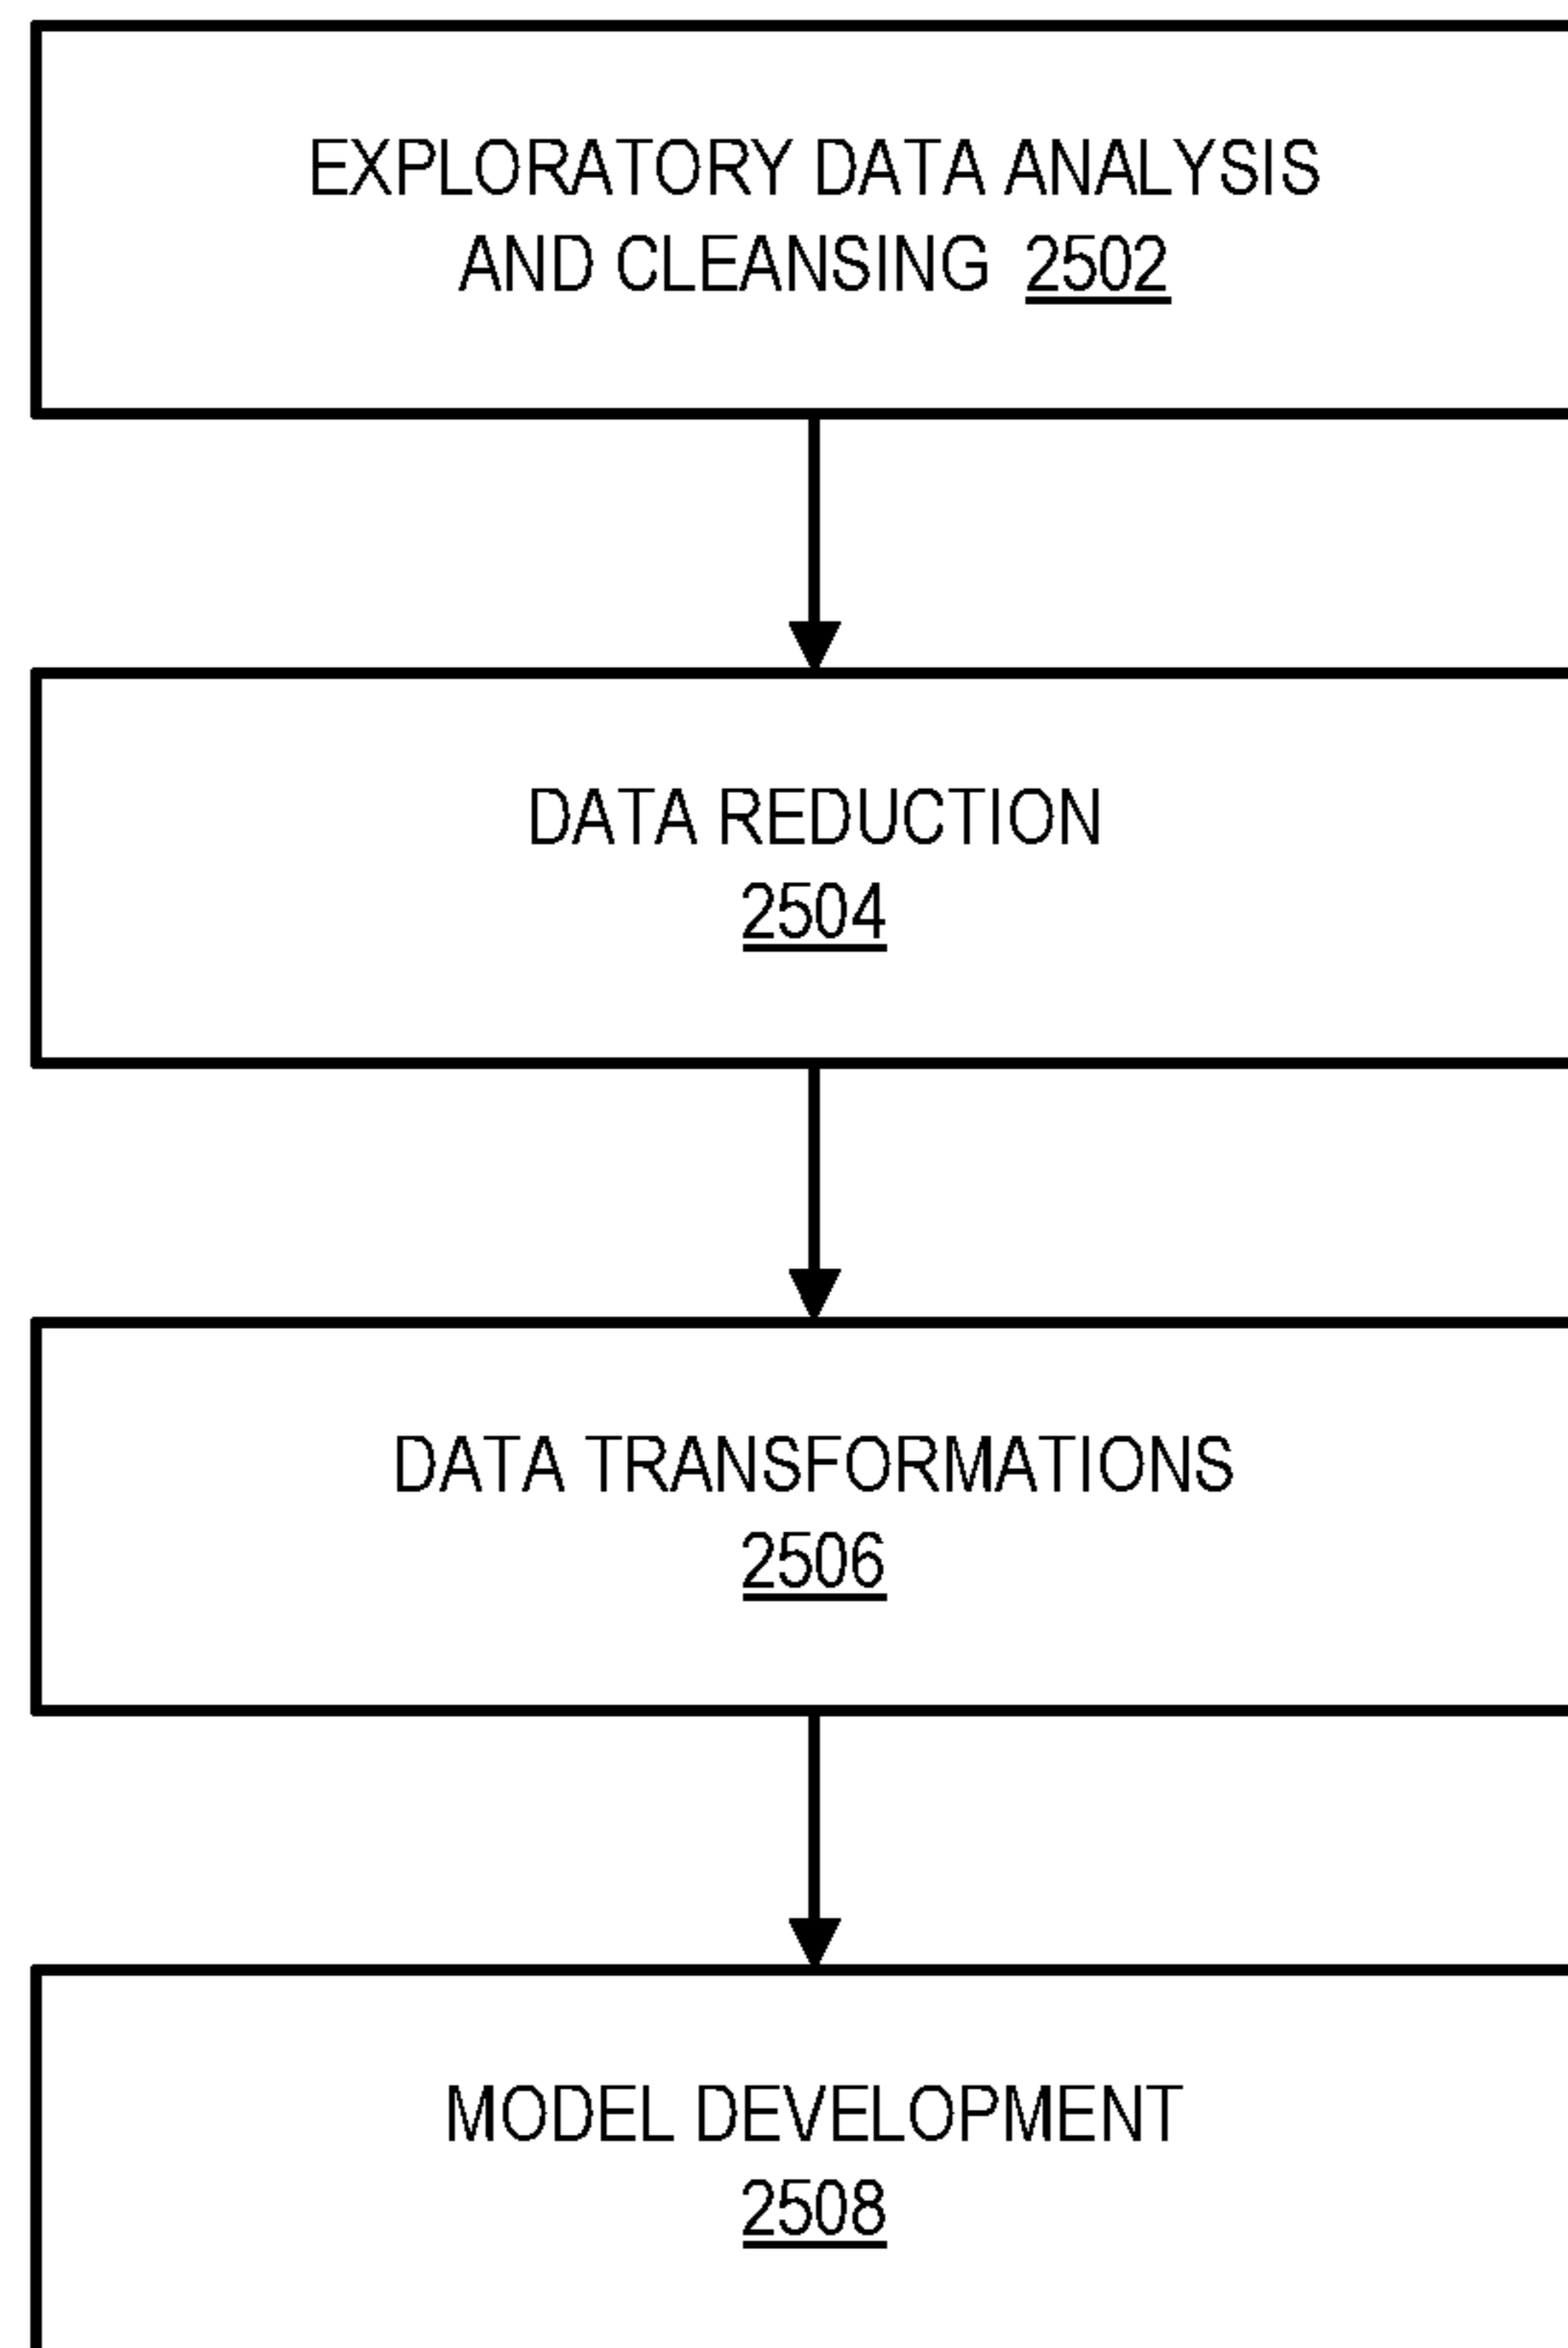 EXPLORATORY DATA ANALYSIS
AND CLEANSING 2502
DATA REDUCTION
2504
DATA TRANSFORMATIONS
2506
MODEL DEVELOPMENT
2508